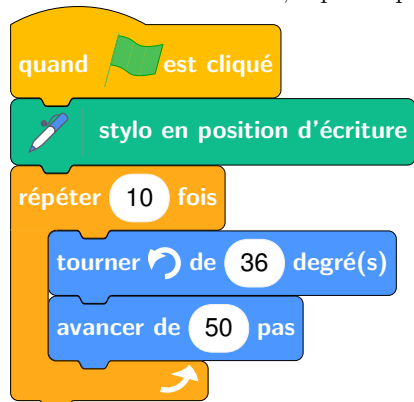 quand est cliqué
stylo en position d'écriture
répéter 10 fois
tourner de 36 degré(s)
avancer de 50 pas